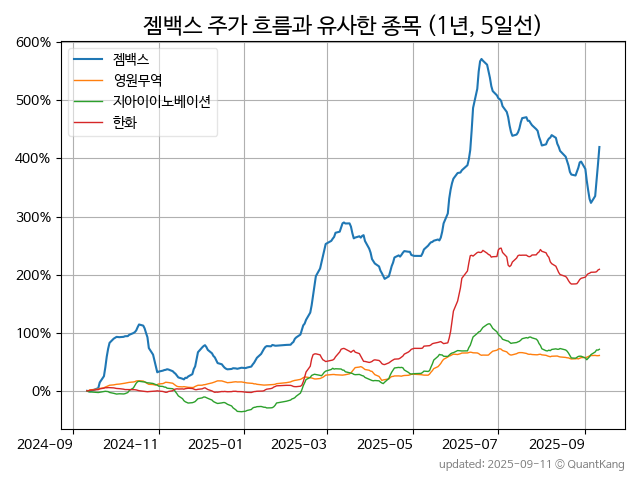 젬백스 주가 흐름과 유사한 종목 (1년, 5일선)
젬백스
영원무역
지아이이노베이션
한화
600%
500%
400%
300%
200%
100%
0%
2024-09
2024-11
2025-01
2025-03
2025-05
2025-07
2025-09
updated: 2025-09-11 © QuantKang